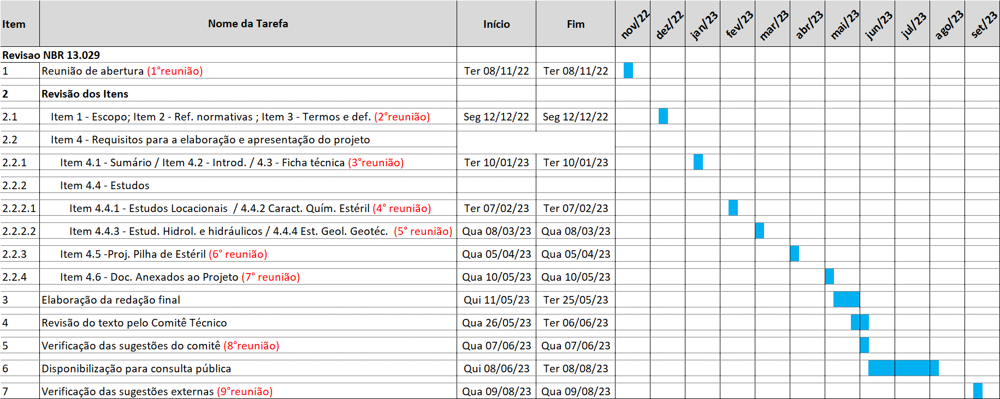 Item Nome da Tarefa Início Fim nov/22 dez/22 jan/23 fev/23 mar/23 abr/23 mai/23 jun/23 jul/23 ago/23 set/23
Revisao NBR 13.029
1 Reunião de abertura (1°reunião) Ter 08/11/22 Ter 08/11/22
2 Revisão dos Itens
2.1 Item 1 - Escopo; Item 2 - Ref. normativas ; Item 3 - Termos e def. (2°reunião) Seg 12/12/22 Seg 12/12/22
2.2 Item 4 - Requisitos para a elaboração e apresentação do projeto
2.2.1 Item 4.1 - Sumário / Item 4.2 - Introd. / 4.3 - Ficha técnica (3°reunião) Ter 10/01/23 Ter 10/01/23
2.2.2 Item 4.4 - Estudos
2.2.2.1 Item 4.4.1 - Estudos Locacionais / 4.4.2 Caract. Quím. Estéril (4° reunião) Ter 07/02/23 Ter 07/02/23
2.2.2.2 Item 4.4.3 - Estud. Hidrol. e hidráulicos / 4.4.4 Est. Geol. Geotéc. (5° reunião) Qua 08/03/23 Qua 08/03/23
2.2.3 Item 4.5 -Proj. Pilha de Estéril (6° reunião) Qua 05/04/23 Qua 05/04/23
2.2.4 Item 4.6 - Doc. Anexados ao Projeto (7° reunião) Qua 10/05/23 Qua 10/05/23
3 Elaboração da redação final Qui 11/05/23 Ter 25/05/23
4 Revisão do texto pelo Comitê Técnico Qua 26/05/23 Ter 06/06/23
5 Verificação das sugestões do comitê (8°reunião) Qua 07/06/23 Qua 07/06/23
6 Disponibilização para consulta pública Qui 08/06/23 Ter 08/08/23
7 Verificação das sugestões externas (9°reunião) Qua 09/08/23 Qua 09/08/23